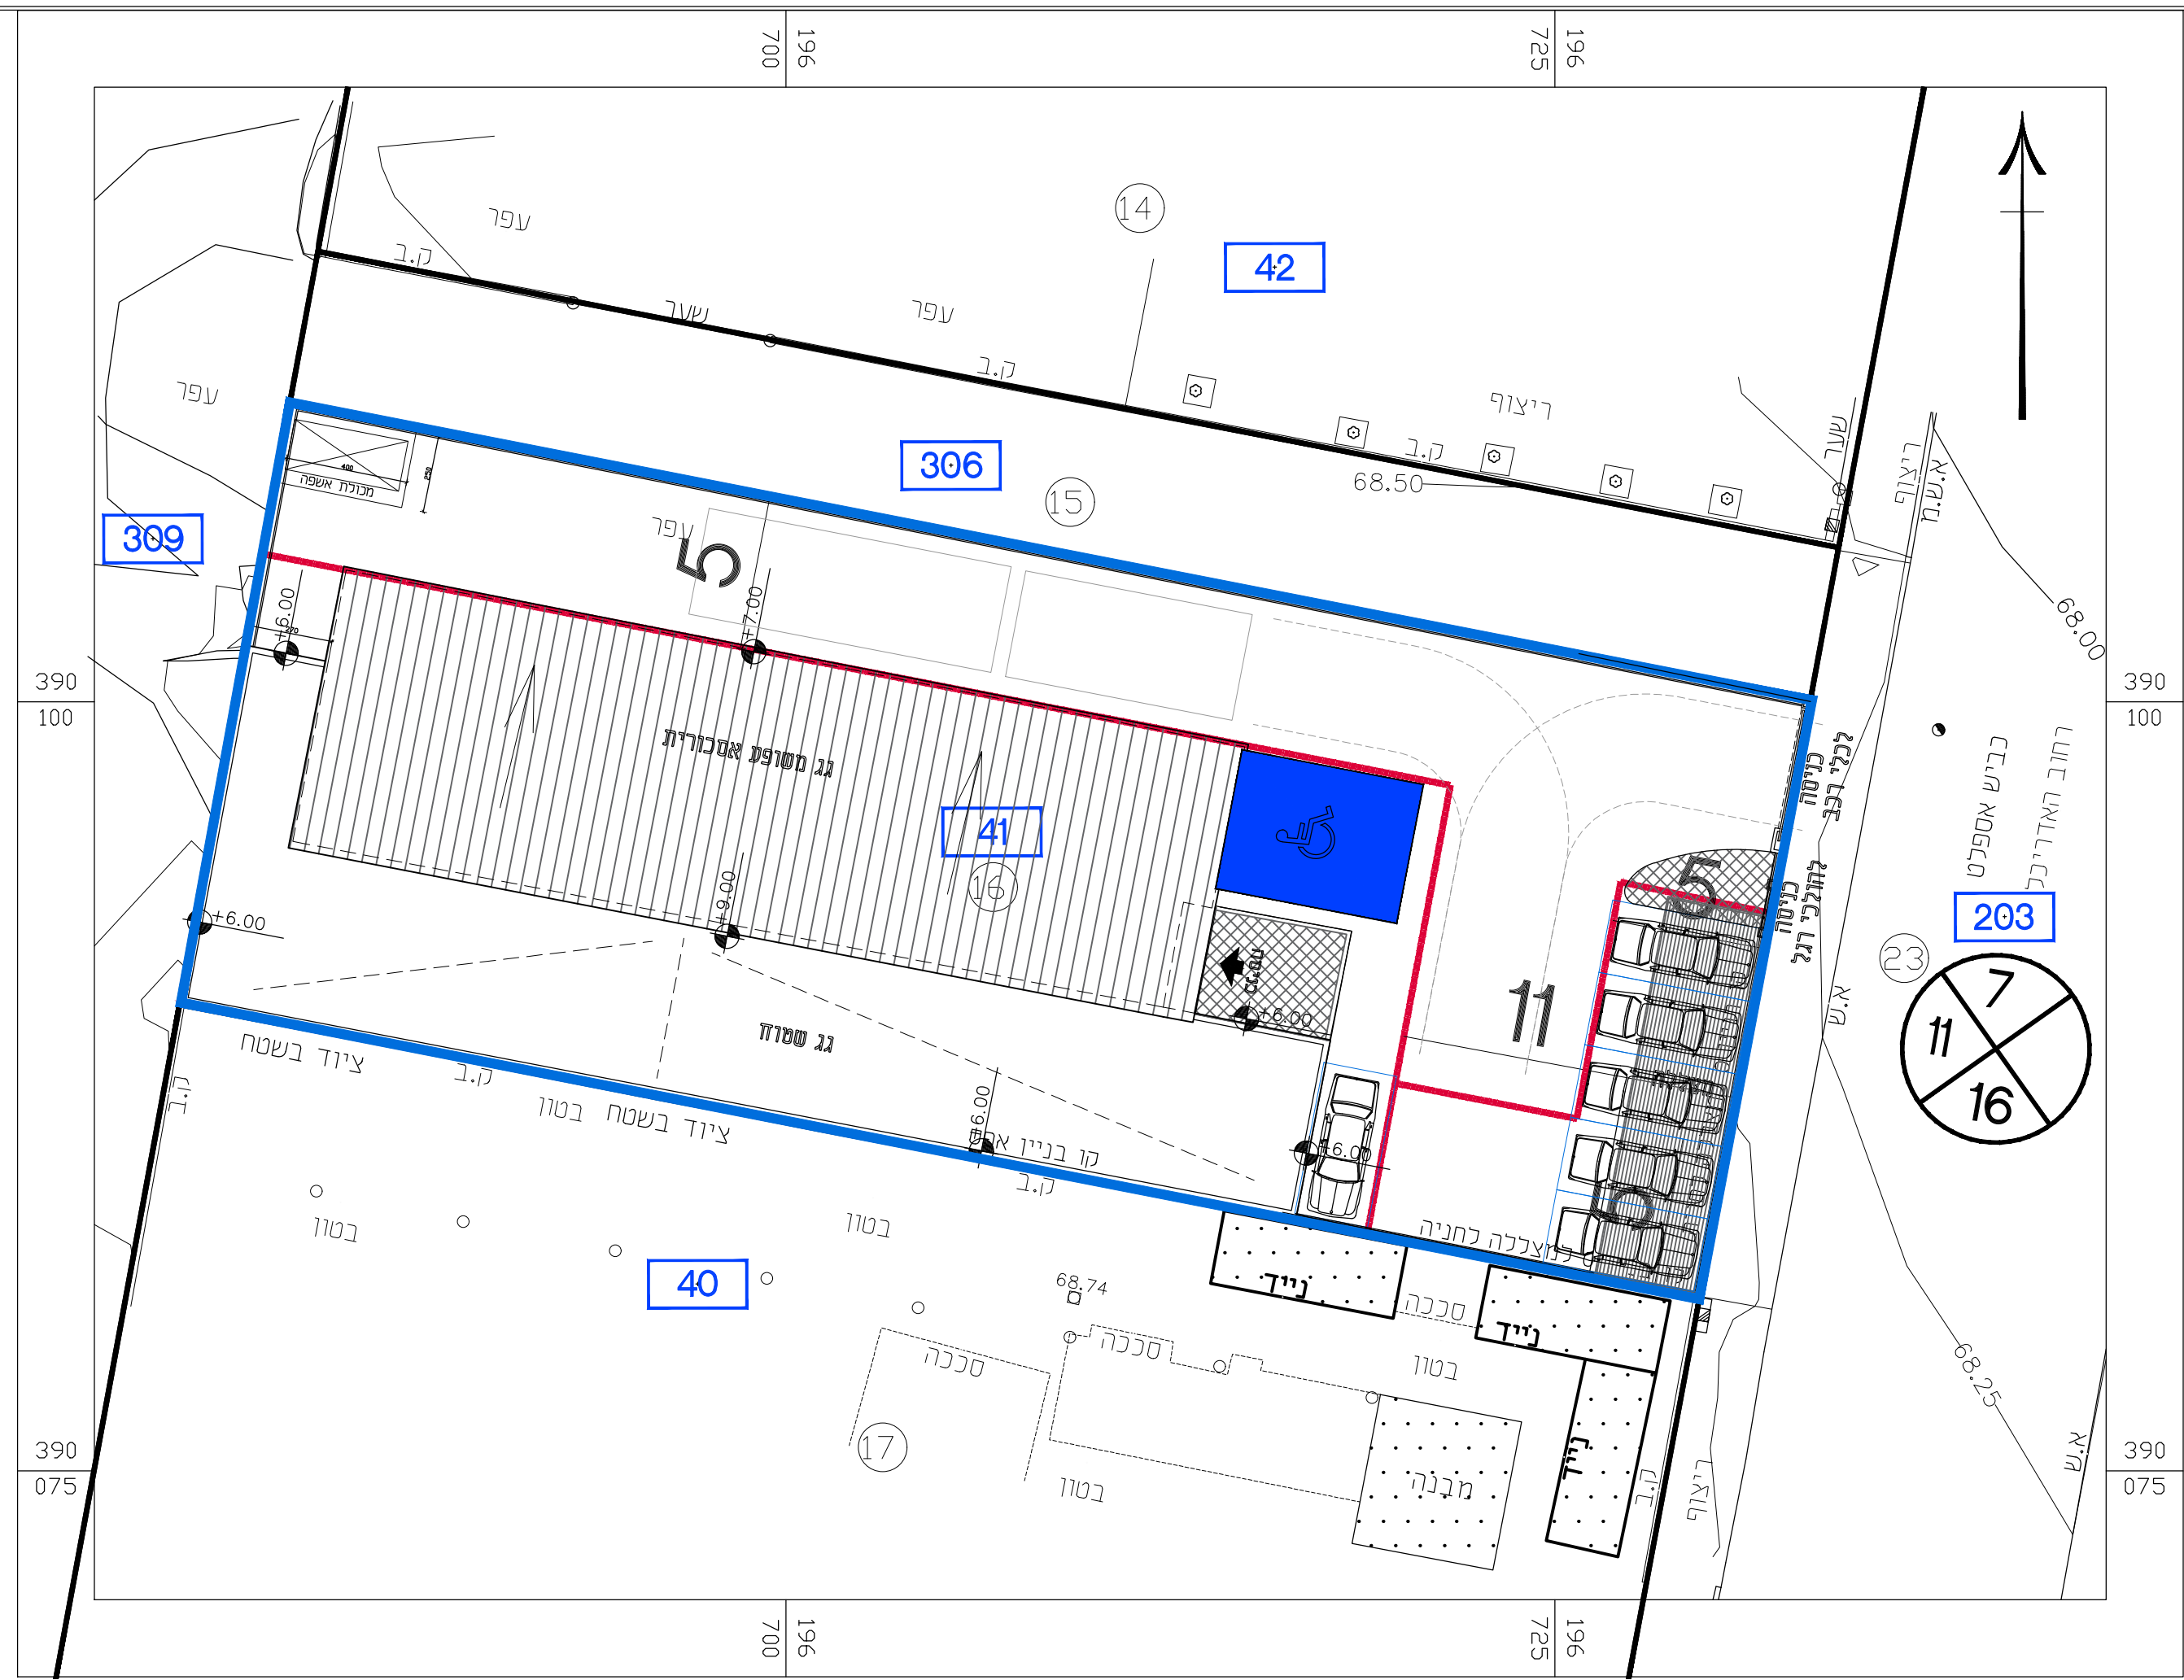 196
700
196
725
14
42
עפר
ק.ב
שער
עפר
ק.ב
ריצוף
ק.ב
68.50
שער
ריצוף
א.ש
עפר
306
15
400
250
מכולת אשפה
309
עפר
5
68.00
+6.00
270
+7.00
390
100
390
100
גג משופע אסכורית
כניסה
לכלי רכב
כביש אספלט
רחוב האדריכל
41
16
5
כניסה
להולכי רגל
203
23
+9.00
+6.00
כניסה
+6.00
11
7
11
16
א.ש
גג שטוח
ציוד בשטח
ק.ב
ק.ב
בטון
ציוד בשטח
+6.00
קו בניין
ק.ב
+6.00
בטון
בטון
40
68.74
נייד
סככה
נייד
סככה
סככה
בטון
68.25
17
בטון
מבנה
נייד
ק.ב
ריצוף
א.ש
390
075
390
075
196
700
196
725